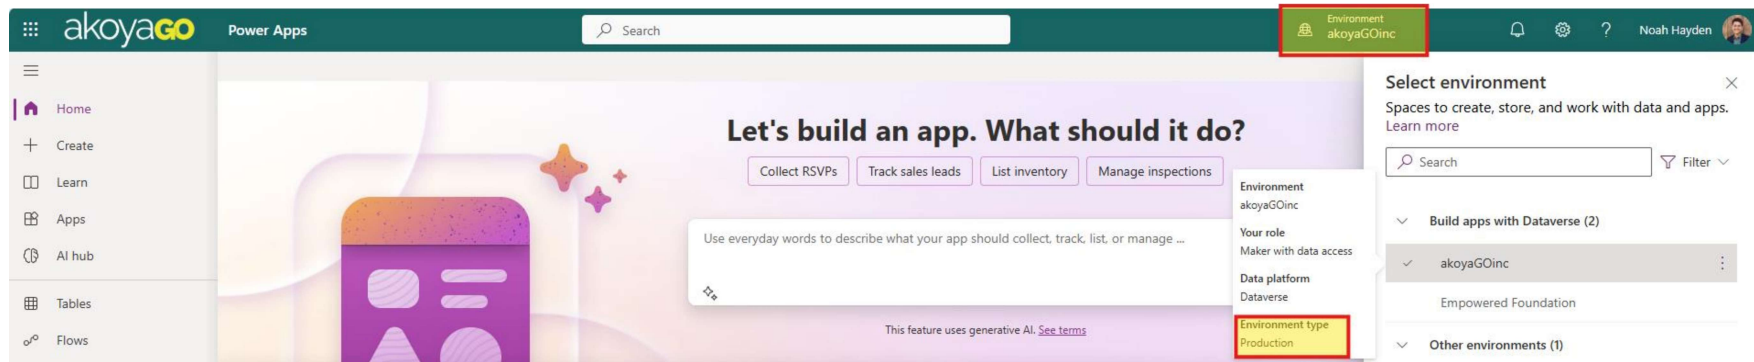 akoyaGO
Power Apps
Search
Environment
akoyaGOinc
Noah Hayden
Home
Create
Learn
Apps
AI hub
Tables
Flows
Let's build an app. What should it do?
Collect RSVPs
Track sales leads
List inventory
Manage inspections
Use everyday words to describe what your app should collect, track, list, or manage ...
This feature uses generative AI. See terms
Environment
akoyaGOinc
Your role
Maker with data access
Data platform
Dataverse
Environment type
Production
Select environment
Spaces to create, store, and work with data and apps.
Learn more
Search
Filter
Build apps with Dataverse (2)
akoyaGOinc
Empowered Foundation
Other environments (1)